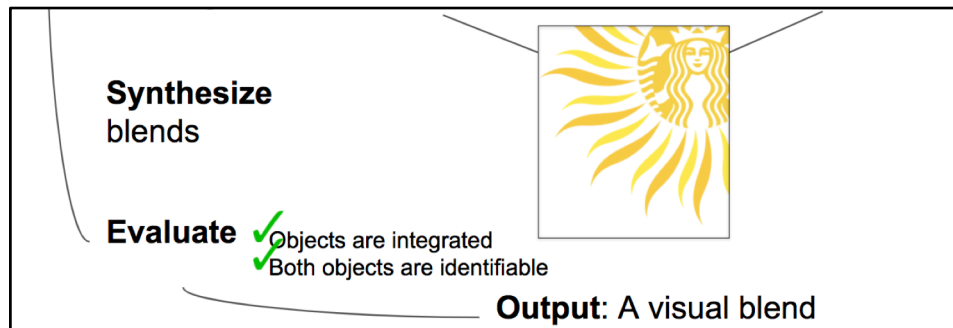 Synthesize
blends
Evaluate
Objects are integrated
Both objects are identifiable
Output: A visual blend